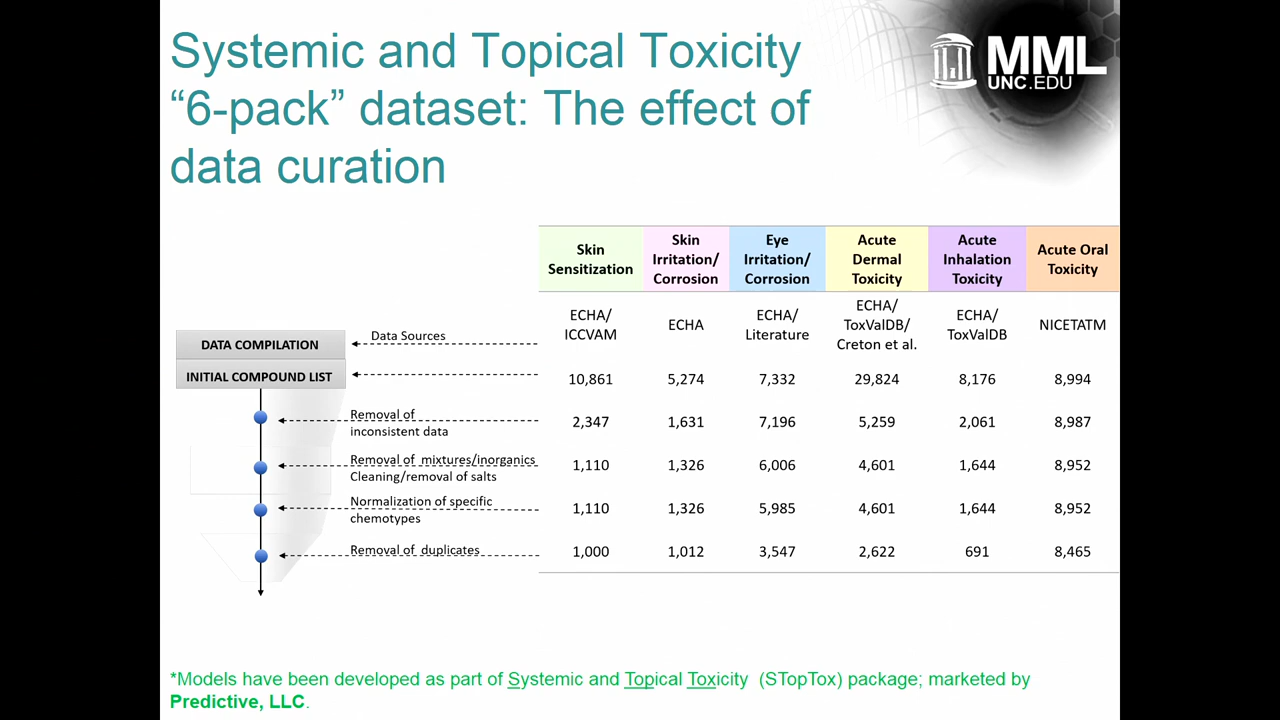 Systemic and Topical Toxicity
“6-pack” dataset: The effect of
data curation
MML
UNC.EDU
Skin
Sensitization
Skin
Irritation/
Corrosion
Eye
Irritation/
Corrosion
Acute
Dermal
Toxicity
Acute
Inhalation
Toxicity
Acute Oral
Toxicity
DATA COMPILATION
Data Sources
ECHA/
ICCVAM
ECHA
ECHA/
Literature
ECHA/
ToxValDB/
Creton et al.
ECHA/
ToxValDB
NICETATM
INITIAL COMPOUND LIST
10,861 5,274 7,332 29,824 8,176 8,994
Removal of
inconsistent data
2,347 1,631 7,196 5,259 2,061 8,987
Removal of mixtures/inorganics
Cleaning/removal of salts
1,110 1,326 6,006 4,601 1,644 8,952
Normalization of specific
chemotypes
1,110 1,326 5,985 4,601 1,644 8,952
Removal of duplicates
1,000 1,012 3,547 2,622 691 8,465
*Models have been developed as part of Systemic and Topical Toxicity (STopTox) package; marketed by
Predictive, LLC.